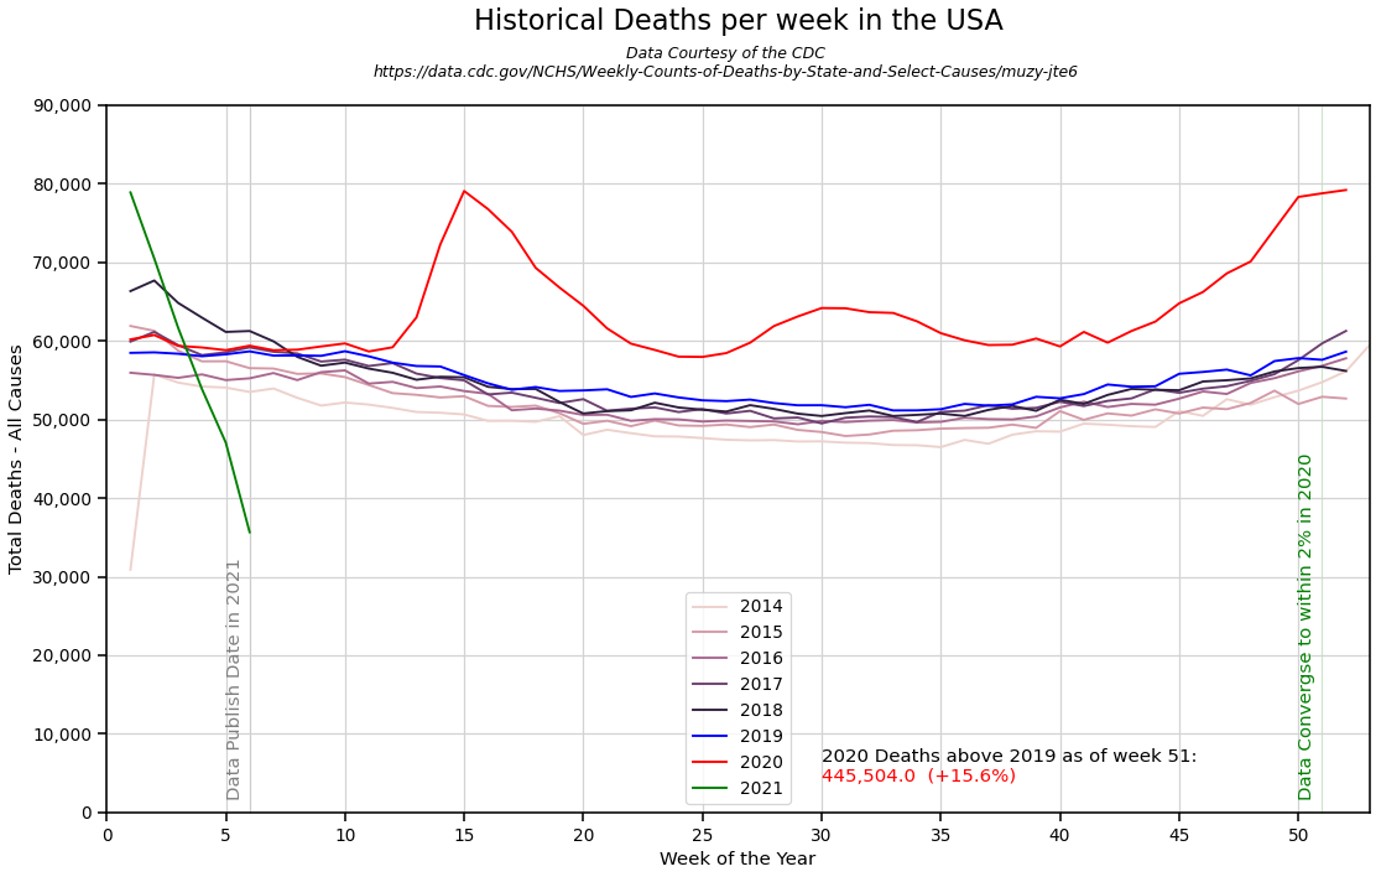 Historical Deaths per week in the USA
Data Courtesy of the CDC
https://data.cdc.gov/NCHS/Weekly-Counts-of-Deaths-by-State-and-Select-Causes/muzy-jte6
90,000
80,000
70,000
60,000
50,000
40,000
30,000
20,000
10,000
0
Total Deaths - All Causes
Data Publish Date in 2021
2014
2015
2016
2017
2018
2019
2020
2021
2020 Deaths above 2019 as of week 51:
445,504.0 (+15.6%)
Data Convergse to within 2% in 2020
0 5 10 15 20 25 30 35 40 45 50
Week of the Year